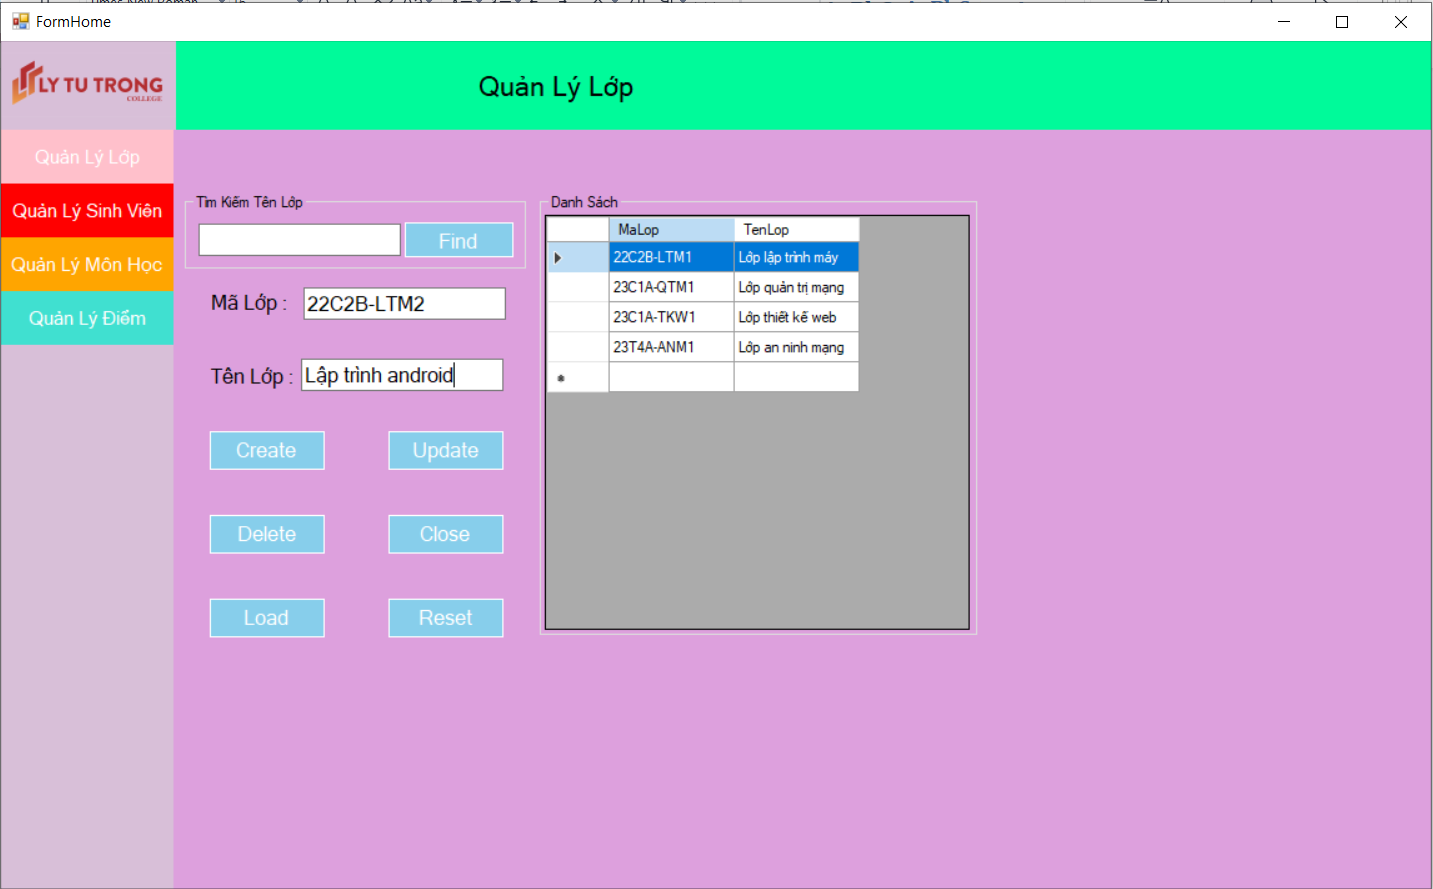 FormHome
LY TU TRONG
COLLEGE
Quản Lý Lớp
Quản Lý Lớp
Quản Lý Sinh Viên
Quản Lý Môn Học
Quản Lý Điểm
Tìm Kiếm Tên Lớp
Find
Mã Lớp : 22C2B-LTM2
Tên Lớp : Lập trình android
Create Update
Delete Close
Load Reset
Danh Sách
MaLop TenLop
22C2B-LTM1 Lớp lập trình máy
23C1A-QTM1 Lớp quản trị mạng
23C1A-TKW1 Lớp thiết kế web
23T4A-ANM1 Lớp an ninh mạng